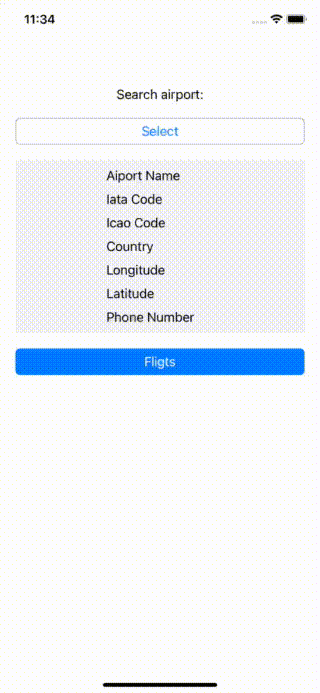 11:34
Search airport:
Select
Aiport Name
Iata Code
Icao Code
Country
Longitude
Latitude
Phone Number
Fligts